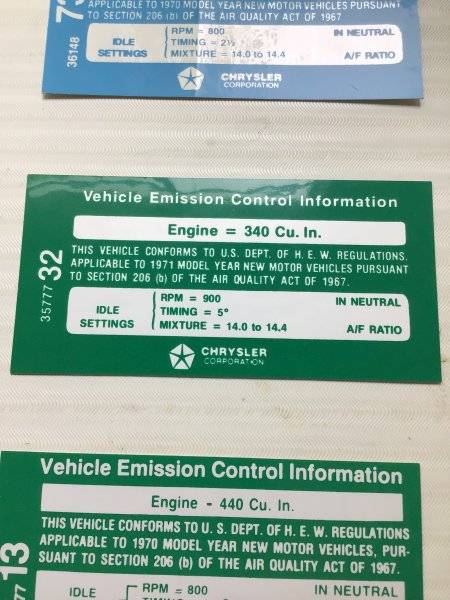 APPLICABLE TO 1970 MODEL YEAR NEW MOTOR VEHICLES PURSUANT
TO SECTION 206 (b) OF THE AIR QUALITY ACT OF 1967
36148
IDLE
SETTINGS
RPM = 800
TIMING = 2½
MIXTURE = 14.0 to 14.4
IN NEUTRAL
A/F RATIO
CHRYSLER
CORPORATION
Vehicle Emission Control Information
Engine = 340 Cu. In.
THIS VEHICLE CONFORMS TO U.S. DEPT. OF H. E. W. REGULATIONS.
APPLICABLE TO 1971 MODEL YEAR NEW MOTOR VEHICLES PURSUANT
TO SECTION 206 (b) OF THE AIR QUALITY ACT OF 1967.
35777 32
IDLE
SETTINGS
RPM = 900
TIMING = 5°
MIXTURE = 14.0 to 14.4
IN NEUTRAL
A/F RATIO
CHRYSLER
CORPORATION
Vehicle Emission Control Information
Engine - 440 Cu. In.
THIS VEHICLE CONFORMS TO U. S. DEPT. OF H. E. W. REGULATIONS
APPLICABLE TO 1970 MODEL YEAR NEW MOTOR VEHICLES, PUR-
SUANT TO SECTION 206 (b) OF THE AIR QUALITY ACT OF 1967.
77 13
IDLE
RPM = 800
IN NEUTRAL